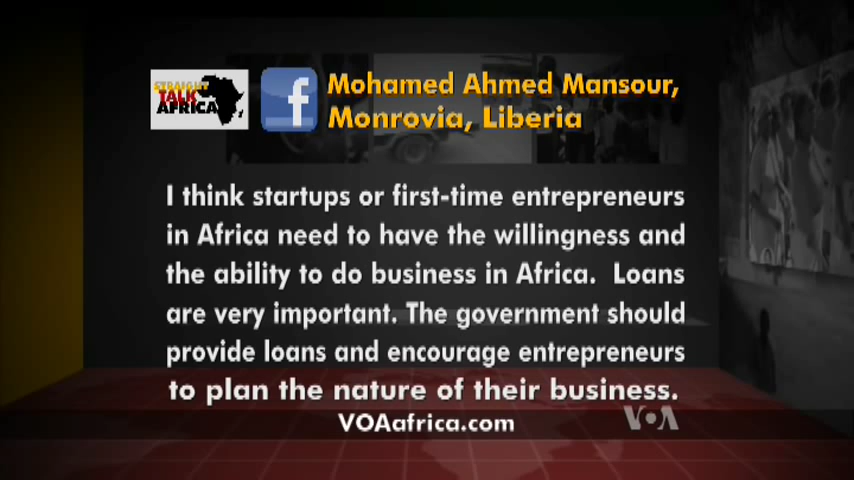 STRAIGHT
TALK
AFRICA
f
Mohamed Ahmed Mansour,
Monrovia, Liberia
I think startups or first-time entrepreneurs
in Africa need to have the willingness and
the ability to do business in Africa.  Loans
are very important. The government should
provide loans and encourage entrepreneurs
to plan the nature of their business.
VOAafrica.com
VOA